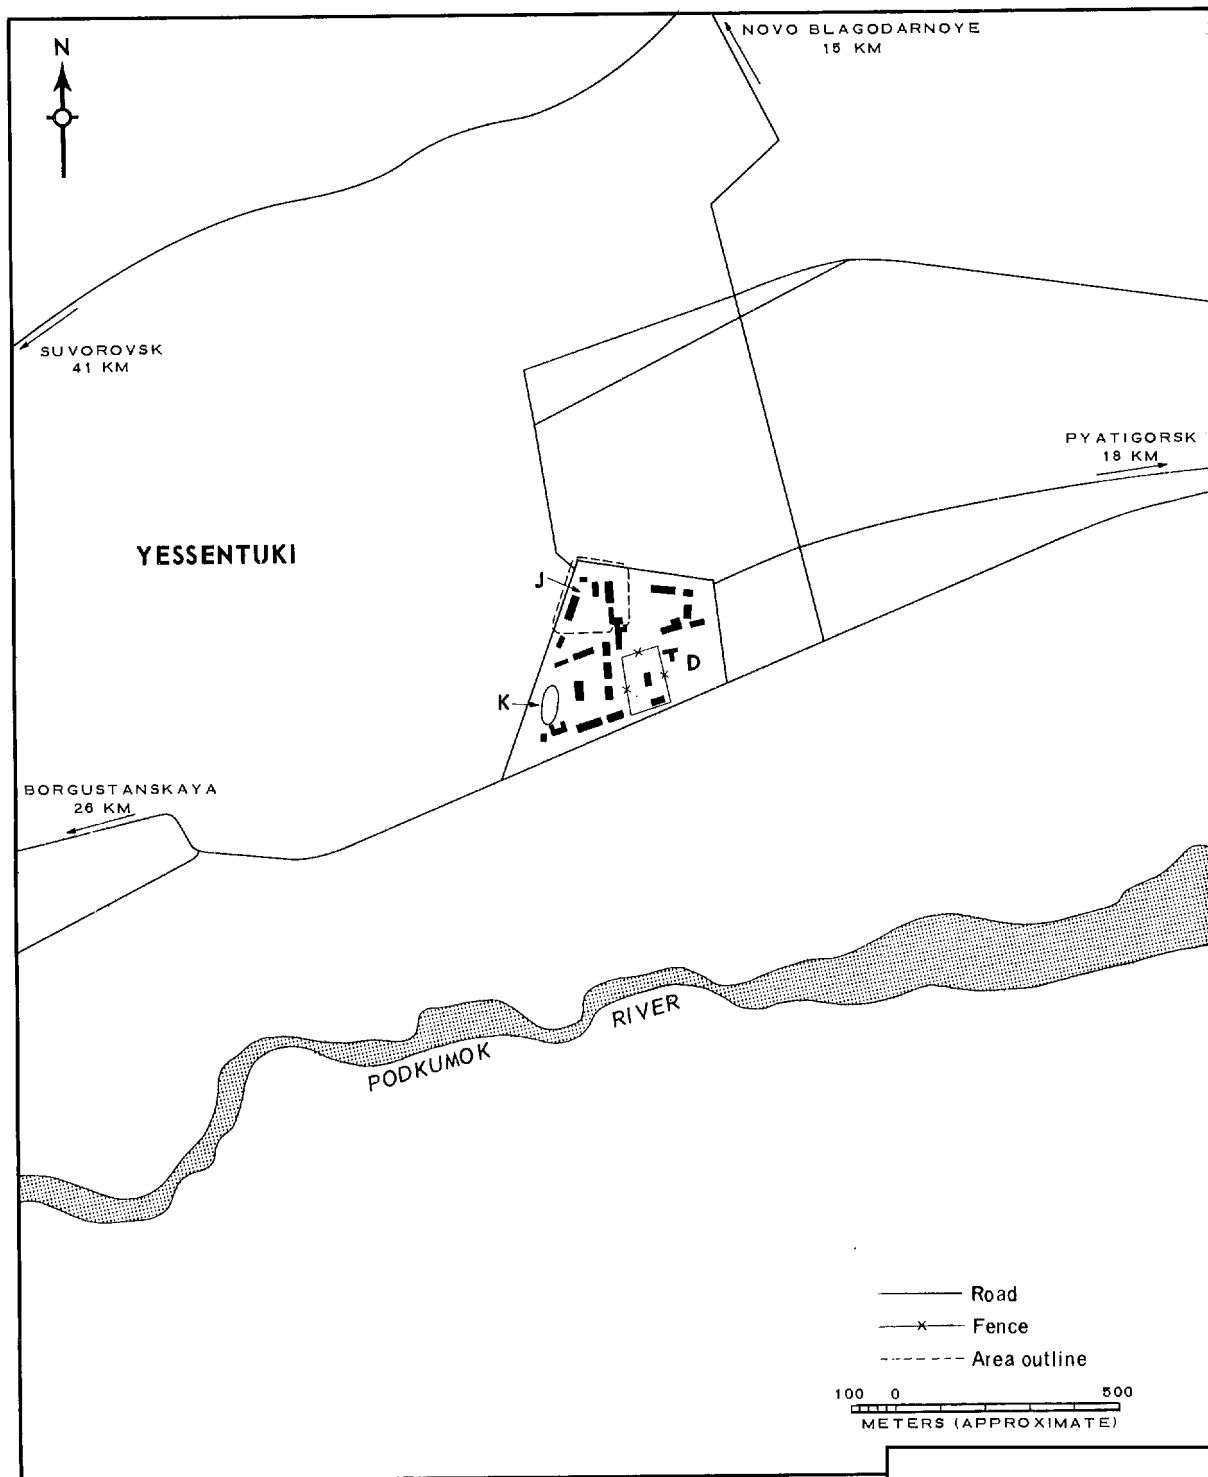 N
NOVO BLAGODARNOYE
15 KM
SUVOROVSK
41 KM
PYATIGORSK
18 KM
YESSENTUKI
J
D
K
BORGUSTANSKAYA
26 KM
RIVER
PODKUMOK
Road
Fence
Area outline
100 0 500
METERS (APPROXIMATE)